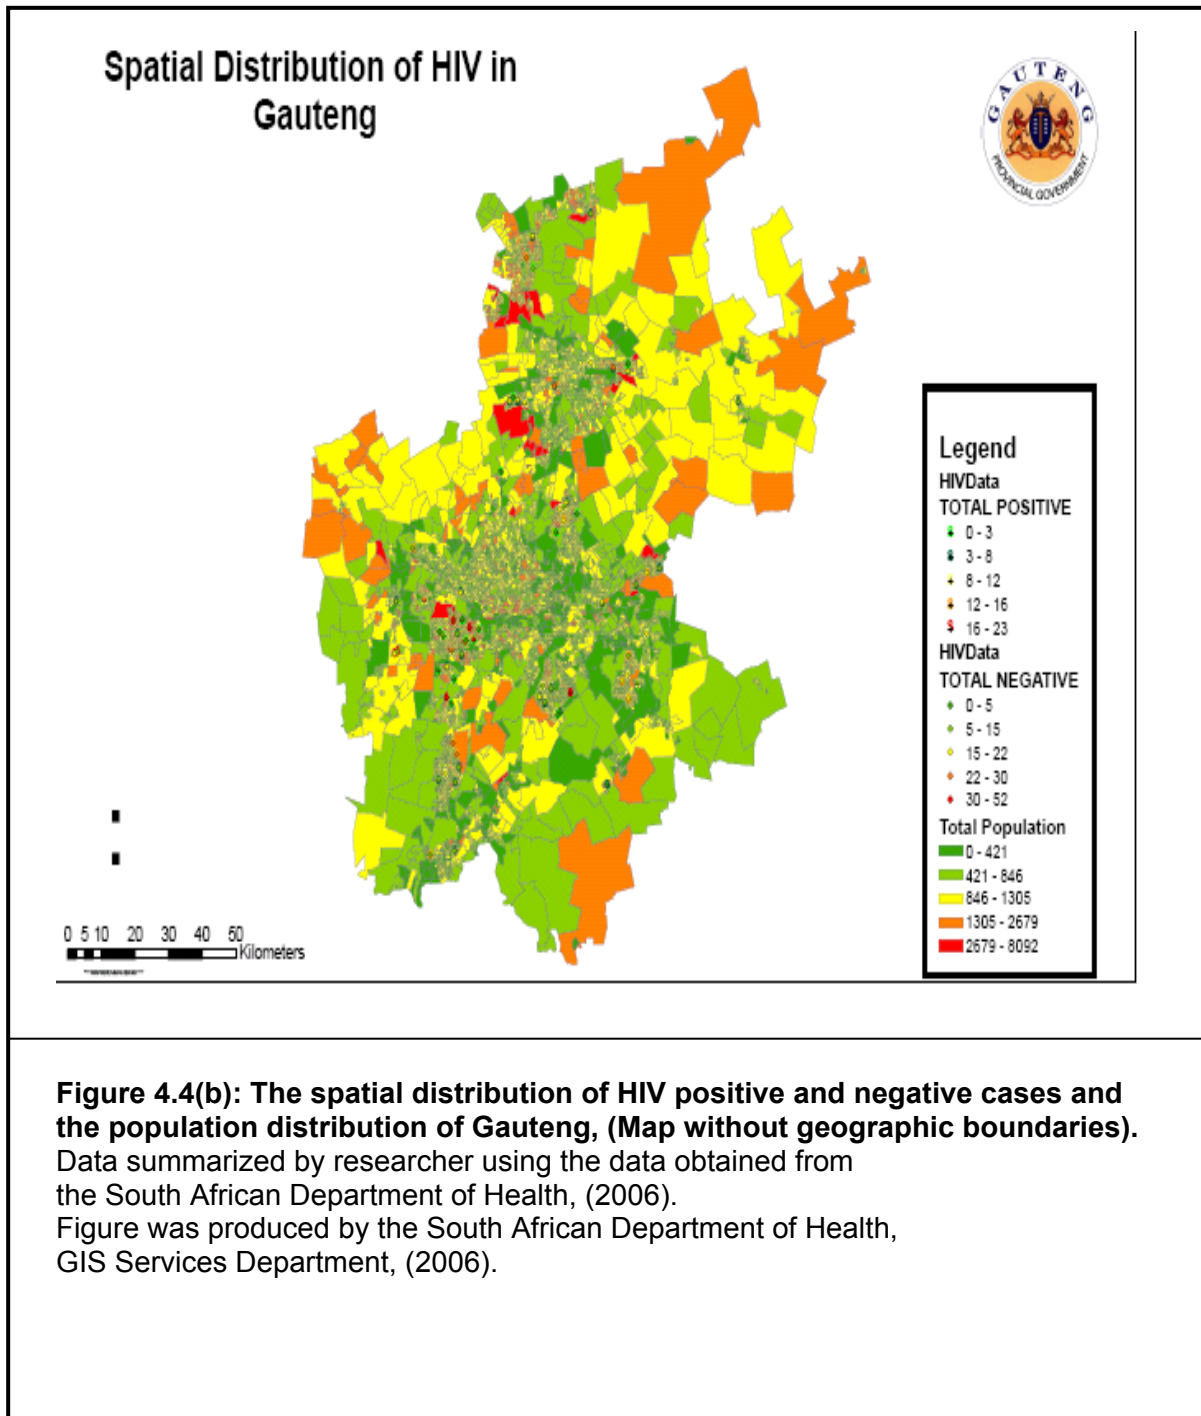 Spatial Distribution of HIV in
Gauteng
GAUTENG
PROVINCIAL GOVERNMENT
Legend
HIVData
TOTAL POSITIVE
0 - 3
3 - 8
8 - 12
12 - 16
16 - 23
HIVData
TOTAL NEGATIVE
0 - 5
5 - 15
15 - 22
22 - 30
30 - 52
Total Population
0 - 421
421 - 846
846 - 1305
1305 - 2679
2679 - 8092
0 5 10 20 30 40 50
Kilometers
Figure 4.4(b): The spatial distribution of HIV positive and negative cases and
the population distribution of Gauteng, (Map without geographic boundaries).
Data summarized by researcher using the data obtained from
the South African Department of Health, (2006).
Figure was produced by the South African Department of Health,
GIS Services Department, (2006).